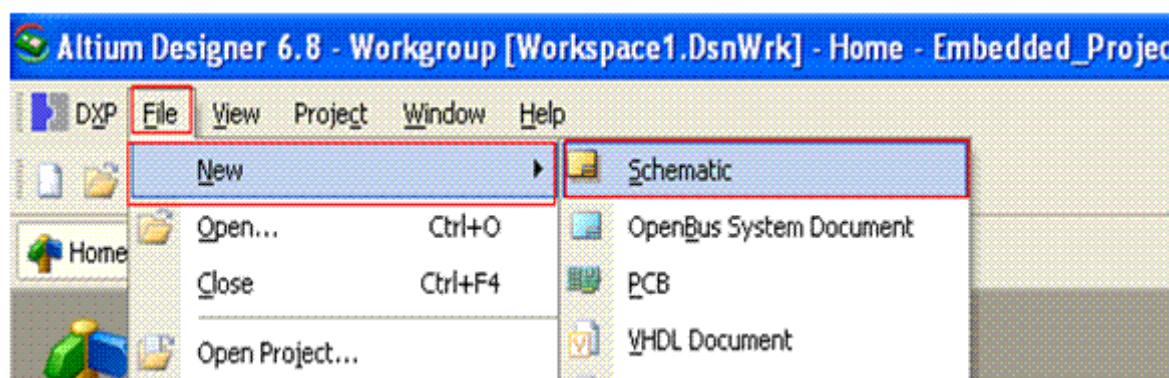 Altium Designer 6.8 - Workgroup [Workspace1.DsnWrk] - Home - Embedded_Projec
DXP File View Project Window Help
New Schematic
Open... Ctrl+O OpenBus System Document
Home
Close Ctrl+F4 PCB
Open Project... VHDL Document